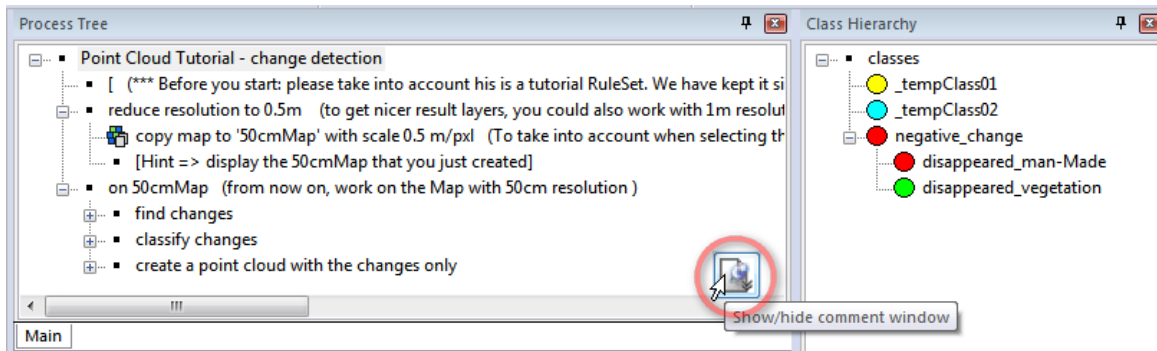 Process Tree
Point Cloud Tutorial - change detection
[ (*** Before you start: please take into account his is a tutorial RuleSet. We have kept it si
reduce resolution to 0.5m (to get nicer result layers, you could also work with 1m resolut
copy map to '50cmMap' with scale 0.5 m/pxl (To take into account when selecting th
[Hint => display the 50cmMap that you just created]
on 50cmMap (from now on, work on the Map with 50cm resolution )
find changes
classify changes
create a point cloud with the changes only
Show/hide comment window
Main
Class Hierarchy
classes
_tempClass01
_tempClass02
negative_change
disappeared_man-Made
disappeared_vegetation